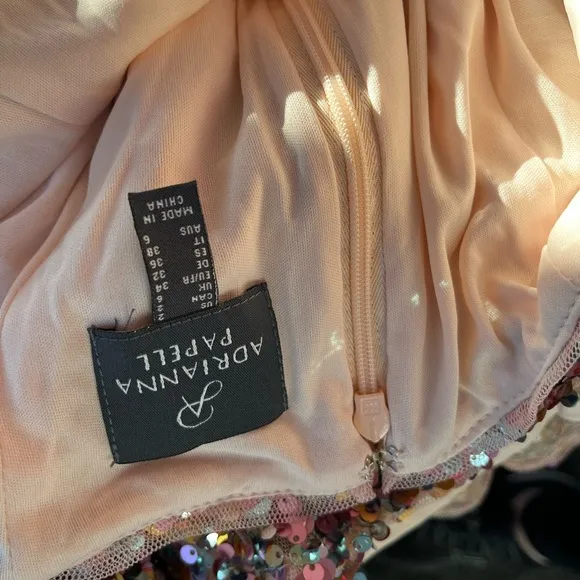 ADRIANNA
PAPELL
US 2
CAN 2
UK 6
EU/FR 34
DE 32
ES 36
IT 38
AUS 6
MADE IN
CHINA